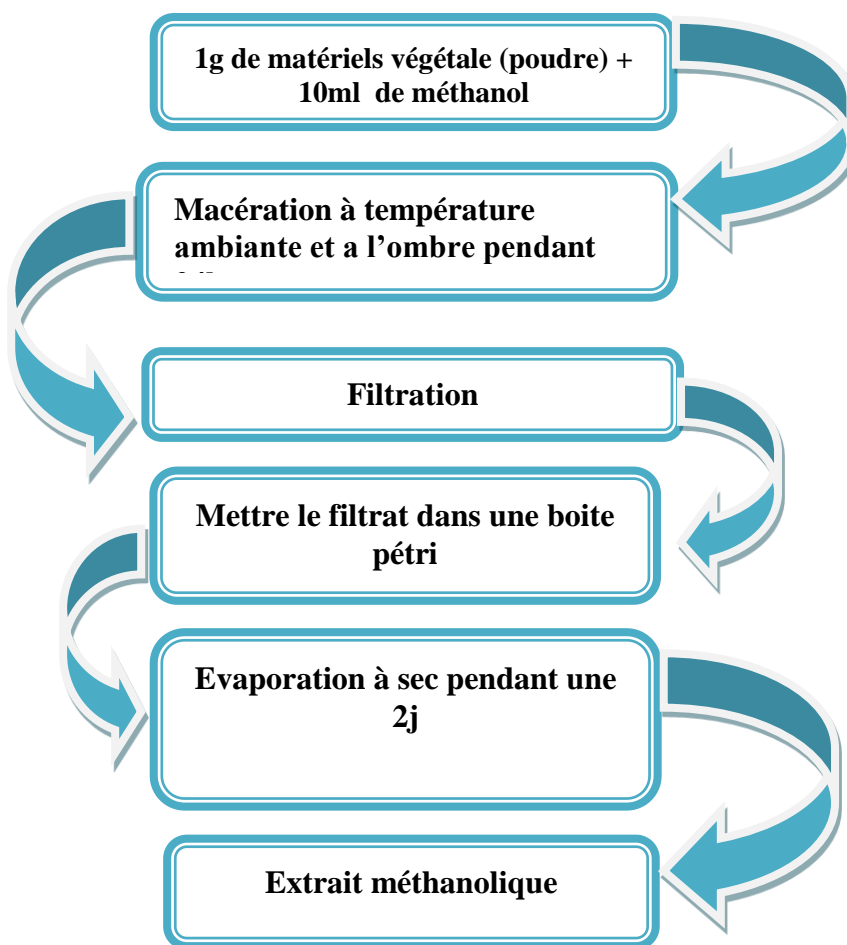 1g de matériels végétale (poudre) +
10ml de méthanol
Macération à température
ambiante et a l’ombre pendant
Filtration
Mettre le filtrat dans une boite
pétri
Evaporation à sec pendant une
2j
Extrait méthanolique